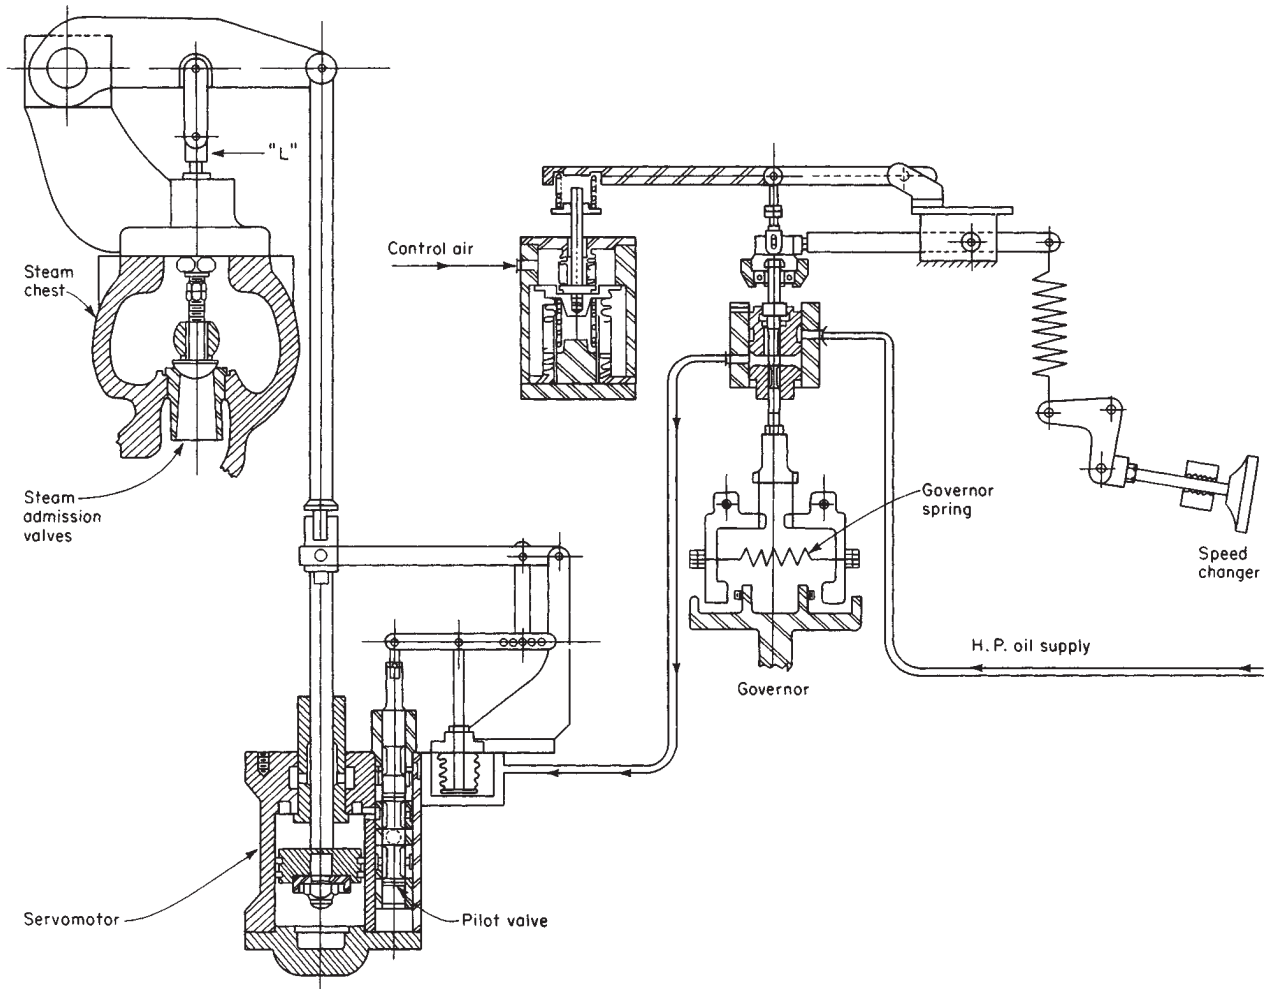 "L"
Control air
Steam
chest
Steam
admission
valves
Governor
spring
Speed
changer
H.P. oil supply
Governor
Servomotor
Pilot valve